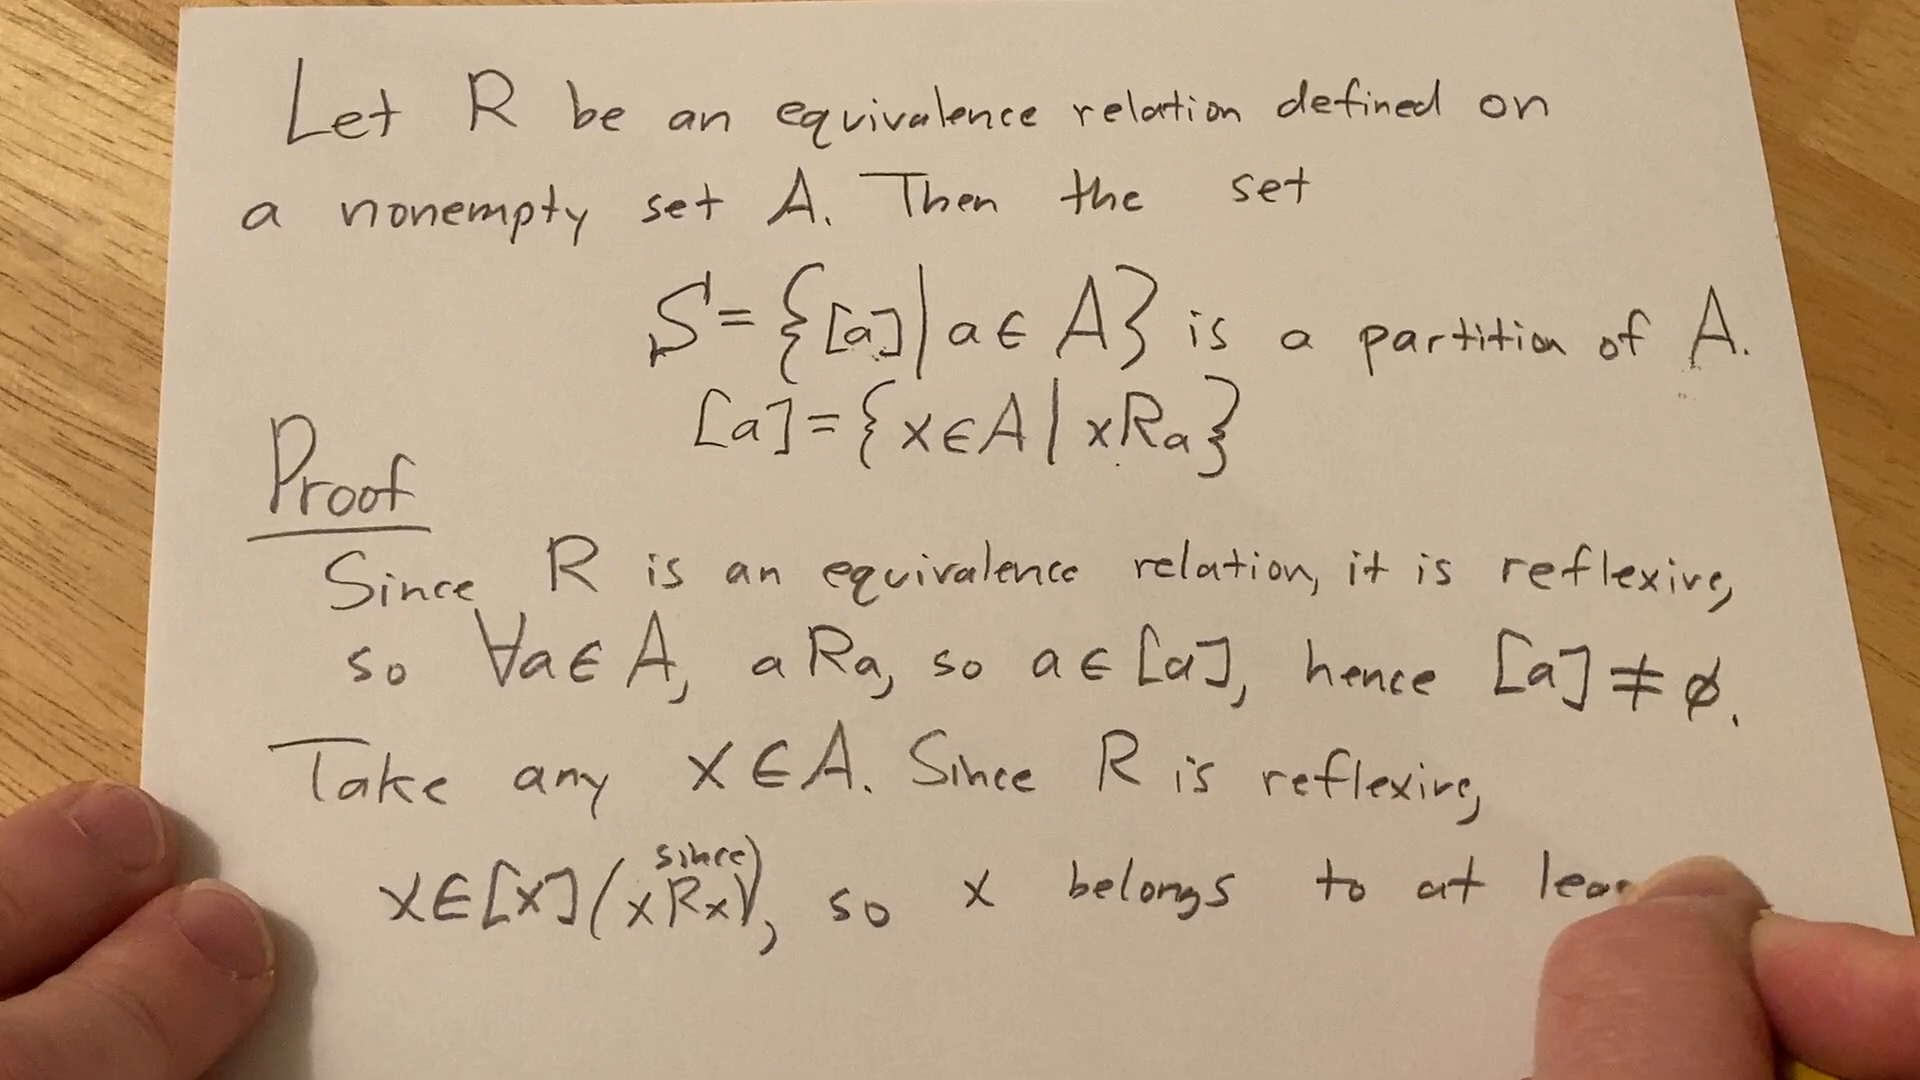 Let R be an equivalence relation defined on
a nonempty set A. Then the set
S = {[a] | a ∈ A} is a partition of A.
[a] = {x ∈ A | xRa}
Proof
Since R is an equivalence relation, it is reflexive,
so ∀a ∈ A, aRa, so a ∈ [a], hence [a] ≠ ∅.
Take any x ∈ A. Since R is reflexive,
x ∈ [x] (since xRx), so x belongs to at